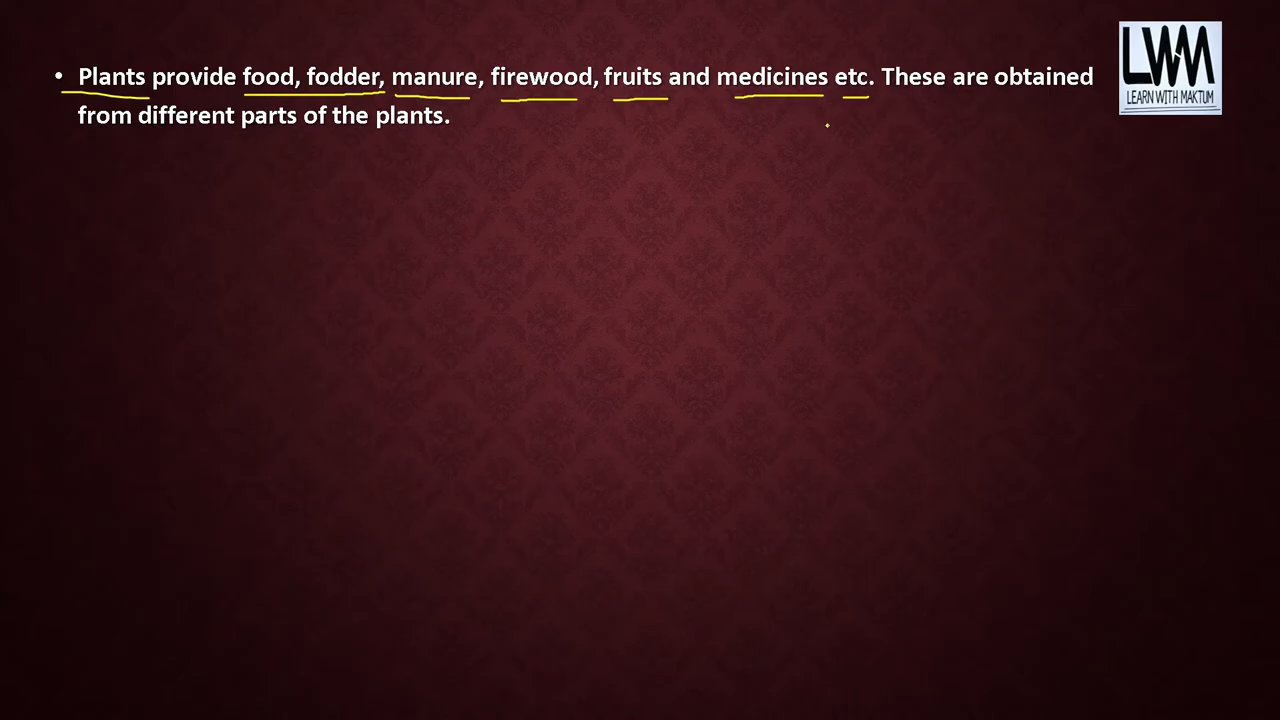 • Plants provide food, fodder, manure, firewood, fruits and medicines etc. These are obtained
from different parts of the plants.
LWM
LEARN WITH MAKTUM